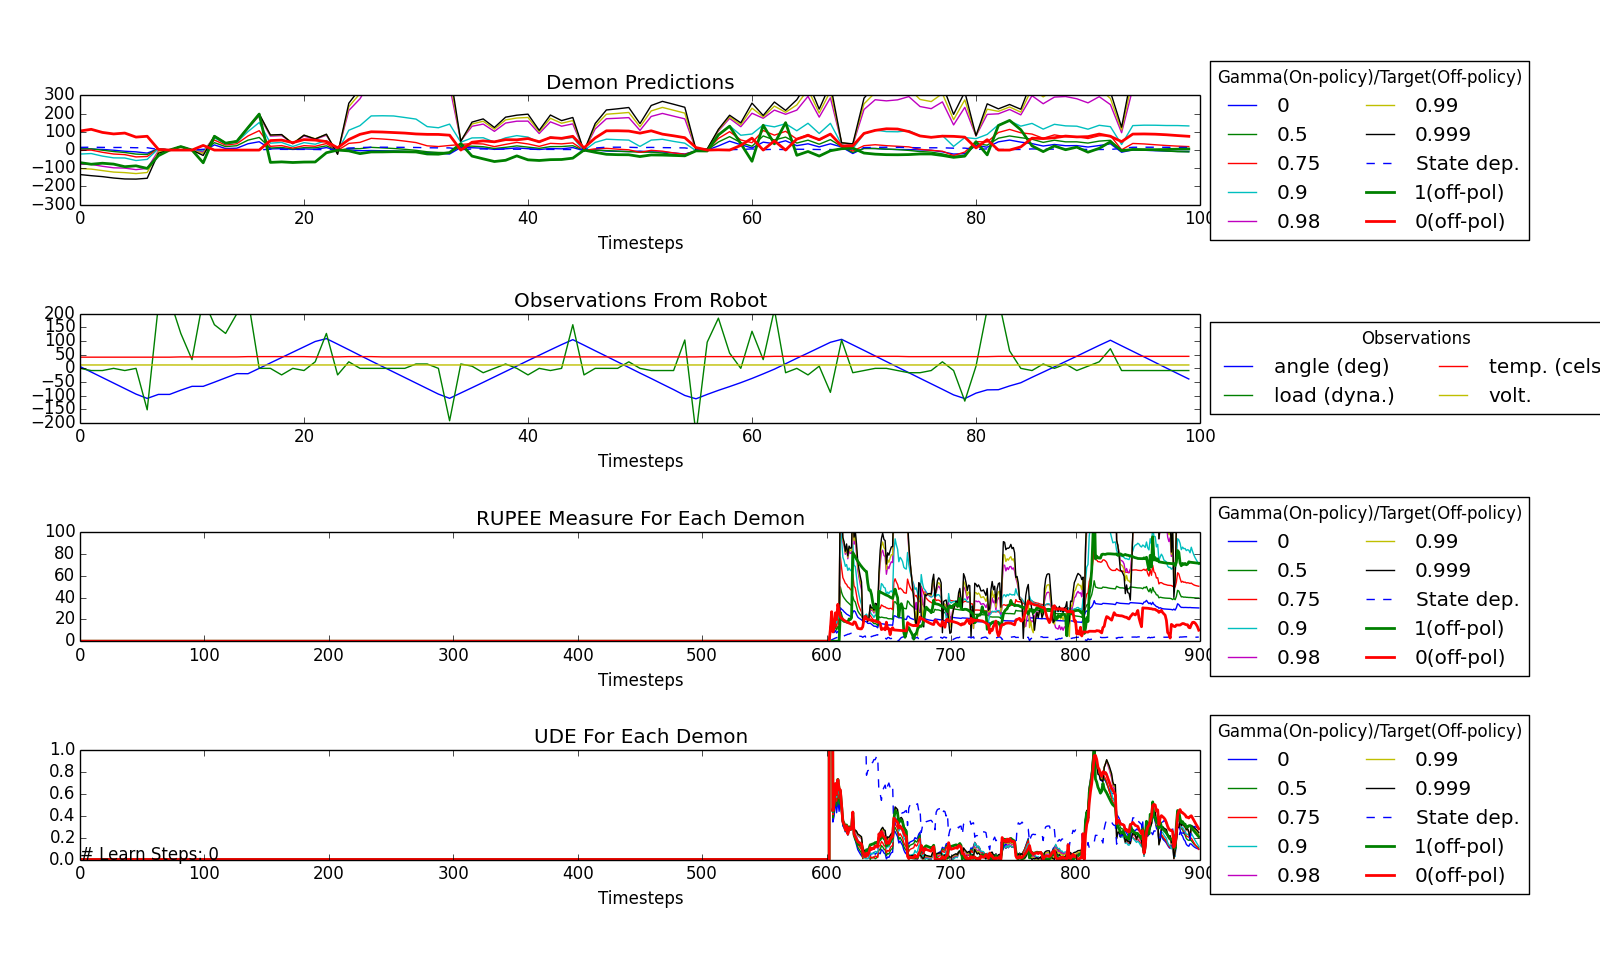 Demon Predictions
300
200
100
0
−100
−200
−300
0 20 40 60 80 100
Timesteps
Gamma(On-policy)/Target(Off-policy)
0 0.99
0.5 0.999
0.75 State dep.
0.9 1(off-pol)
0.98 0(off-pol)
Observations From Robot
200
150
100
50
0
−50
−100
−150
−200
0 20 40 60 80 100
Timesteps
Observations
angle (deg) temp. (cels
load (dyna.) volt.
RUPEE Measure For Each Demon
100
80
60
40
20
0
0 100 200 300 400 500 600 700 800 900
Timesteps
Gamma(On-policy)/Target(Off-policy)
0 0.99
0.5 0.999
0.75 State dep.
0.9 1(off-pol)
0.98 0(off-pol)
UDE For Each Demon
1.0
0.8
0.6
0.4
0.2
0.0
# Learn Steps: 0
0 100 200 300 400 500 600 700 800 900
Timesteps
Gamma(On-policy)/Target(Off-policy)
0 0.99
0.5 0.999
0.75 State dep.
0.9 1(off-pol)
0.98 0(off-pol)